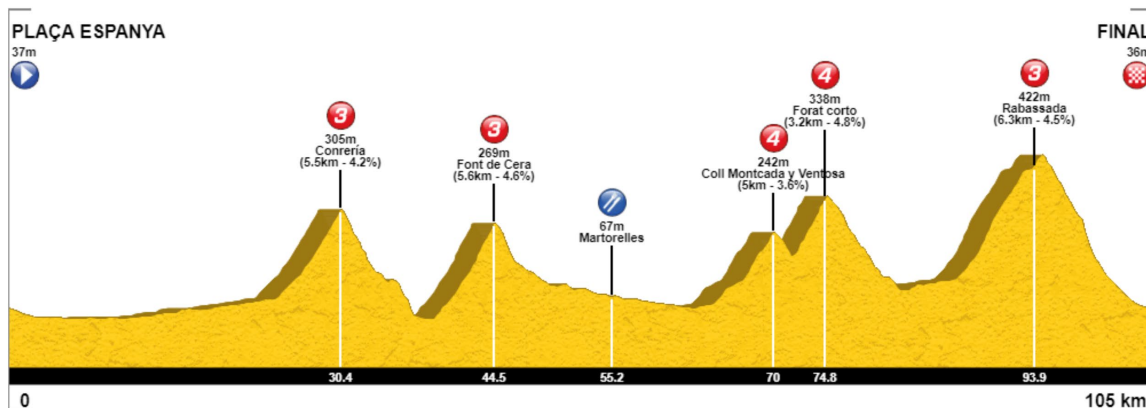 PLAÇA ESPANYA
37m
FINAL
36m
3
305m
Conrería
(5.5km - 4.2%)
3
269m
Font de Cera
(5.6km - 4.6%)
67m
Martorelles
4
242m
Coll Montcada y Ventosa
(5km - 3.6%)
4
338m
Forat corto
(3.2km - 4.8%)
3
422m
Rabassada
(6.3km - 4.5%)
30.4
44.5
55.2
70
74.8
93.9
0
105 km